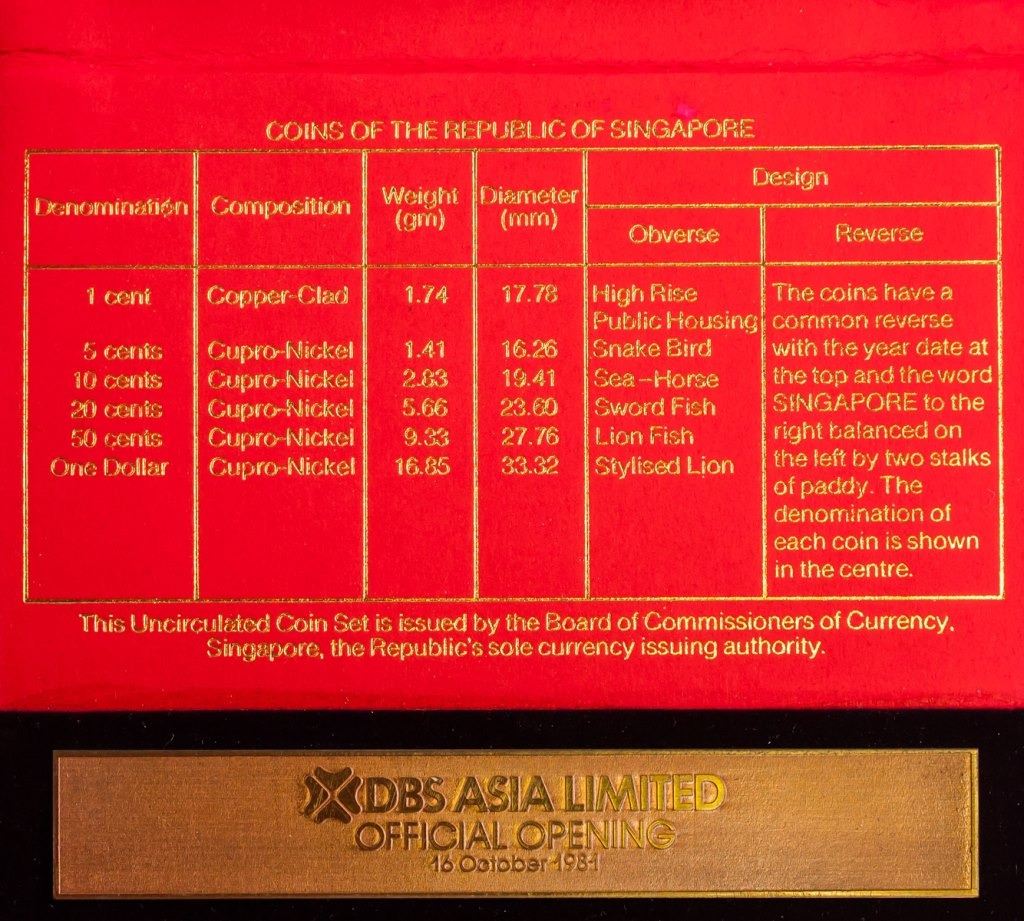 COINS OF THE REPUBLIC OF SINGAPORE
Denomination Composition Weight (gm) Diameter (mm) Design
Obverse Reverse
1 cent Copper-Clad 1.74 17.78 High Rise Public Housing
5 cents Cupro-Nickel 1.41 16.26 Snake Bird
10 cents Cupro-Nickel 2.83 19.41 Sea-Horse
20 cents Cupro-Nickel 5.66 23.60 Sword Fish
50 cents Cupro-Nickel 9.33 27.76 Lion Fish
One Dollar Cupro-Nickel 16.85 33.32 Stylised Lion
The coins have a
common reverse
with the year date at
the top and the word
SINGAPORE to the
right balanced on
the left by two stalks
of paddy. The
denomination of
each coin is shown
in the centre.
This Uncirculated Coin Set is issued by the Board of Commissioners of Currency,
Singapore, the Republic's sole currency issuing authority.
DBS ASIA LIMITED
OFFICIAL OPENING
16 October 1981